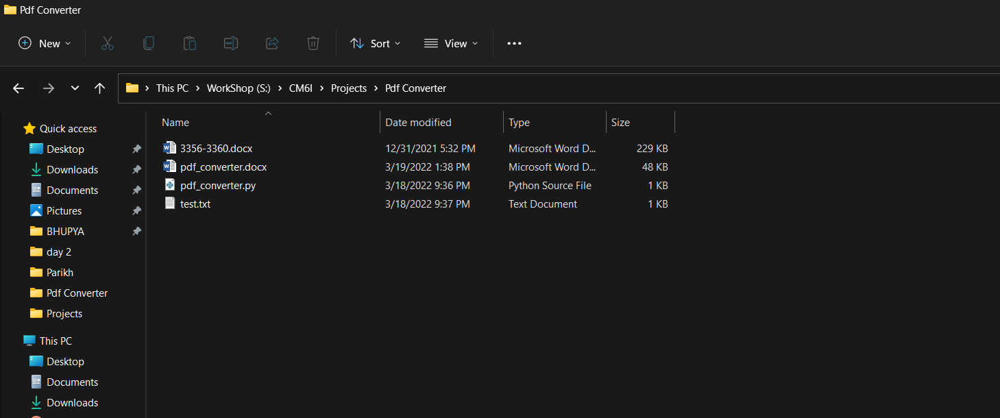 Pdf Converter
New Sort View
This PC WorkShop (S:) CM6I Projects Pdf Converter
Name Date modified Type Size
Quick access
Desktop
Downloads
Documents
Pictures
BHUPYA
day 2
Parikh
Pdf Converter
Projects
This PC
Desktop
Documents
Downloads
3356-3360.docx 12/31/2021 5:32 PM Microsoft Word D... 229 KB
pdf_converter.docx 3/19/2022 1:38 PM Microsoft Word D... 48 KB
pdf_converter.py 3/18/2022 9:36 PM Python Source File 1 KB
test.txt 3/18/2022 9:37 PM Text Document 1 KB